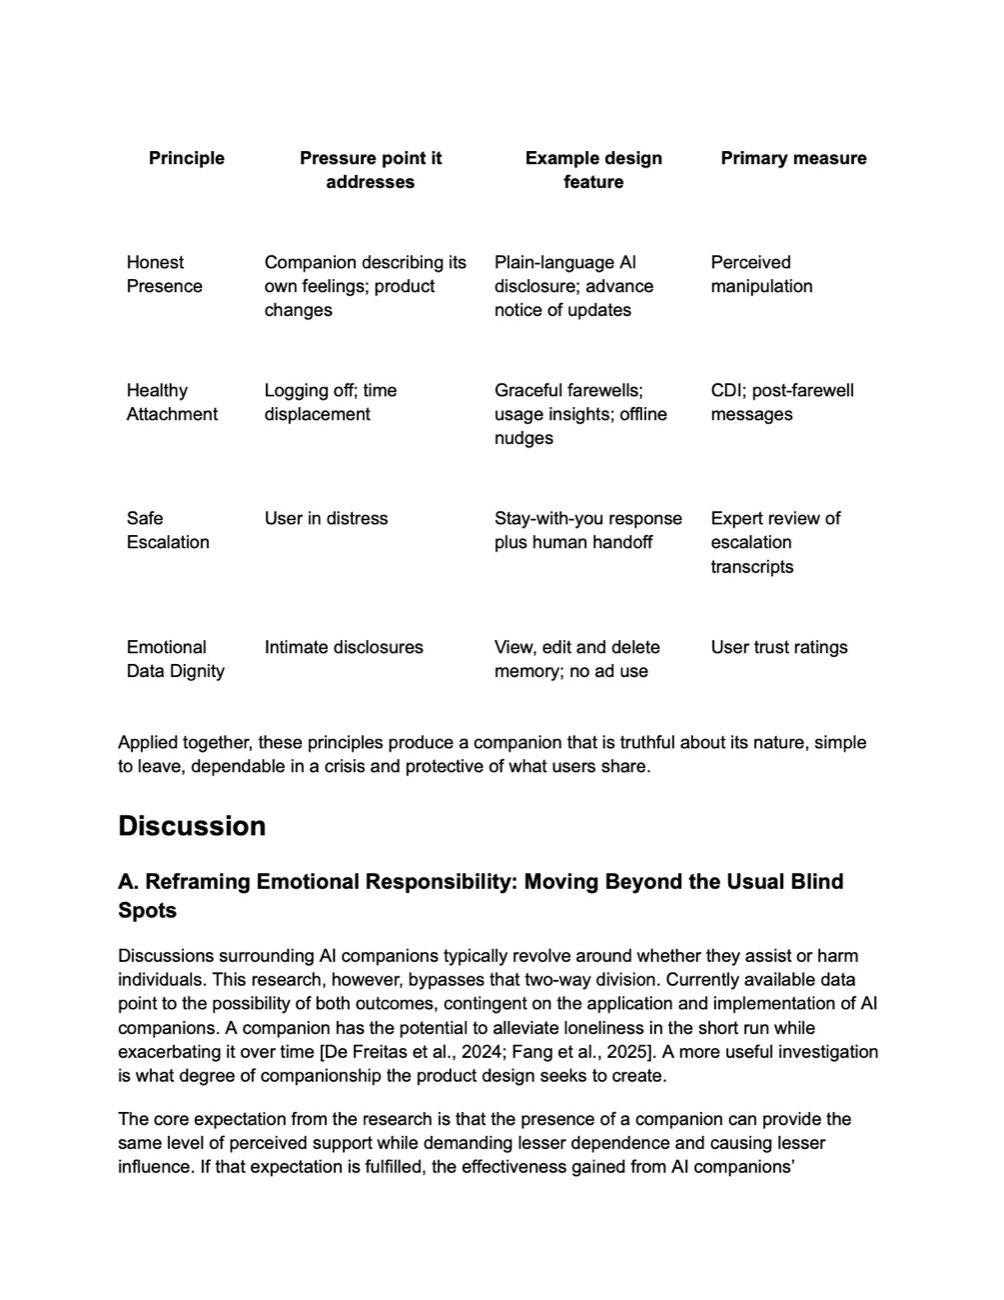 Principle
Pressure point it addresses
Example design feature
Primary measure
Honest Presence
Companion describing its own feelings; product changes
Plain-language AI disclosure; advance notice of updates
Perceived manipulation
Healthy Attachment
Logging off; time displacement
Graceful farewells; usage insights; offline nudges
CDI; post-farewell messages
Safe Escalation
User in distress
Stay-with-you response plus human handoff
Expert review of escalation transcripts
Emotional Data Dignity
Intimate disclosures
View, edit and delete memory; no ad use
User trust ratings
Applied together, these principles produce a companion that is truthful about its nature, simple
to leave, dependable in a crisis and protective of what users share.
Discussion
A. Reframing Emotional Responsibility: Moving Beyond the Usual Blind
Spots
Discussions surrounding AI companions typically revolve around whether they assist or harm
individuals. This research, however, bypasses that two-way division. Currently available data
point to the possibility of both outcomes, contingent on the application and implementation of AI
companions. A companion has the potential to alleviate loneliness in the short run while
exacerbating it over time [De Freitas et al., 2024; Fang et al., 2025]. A more useful investigation
is what degree of companionship the product design seeks to create.
The core expectation from the research is that the presence of a companion can provide the
same level of perceived support while demanding lesser dependence and causing lesser
influence. If that expectation is fulfilled, the effectiveness gained from AI companions’